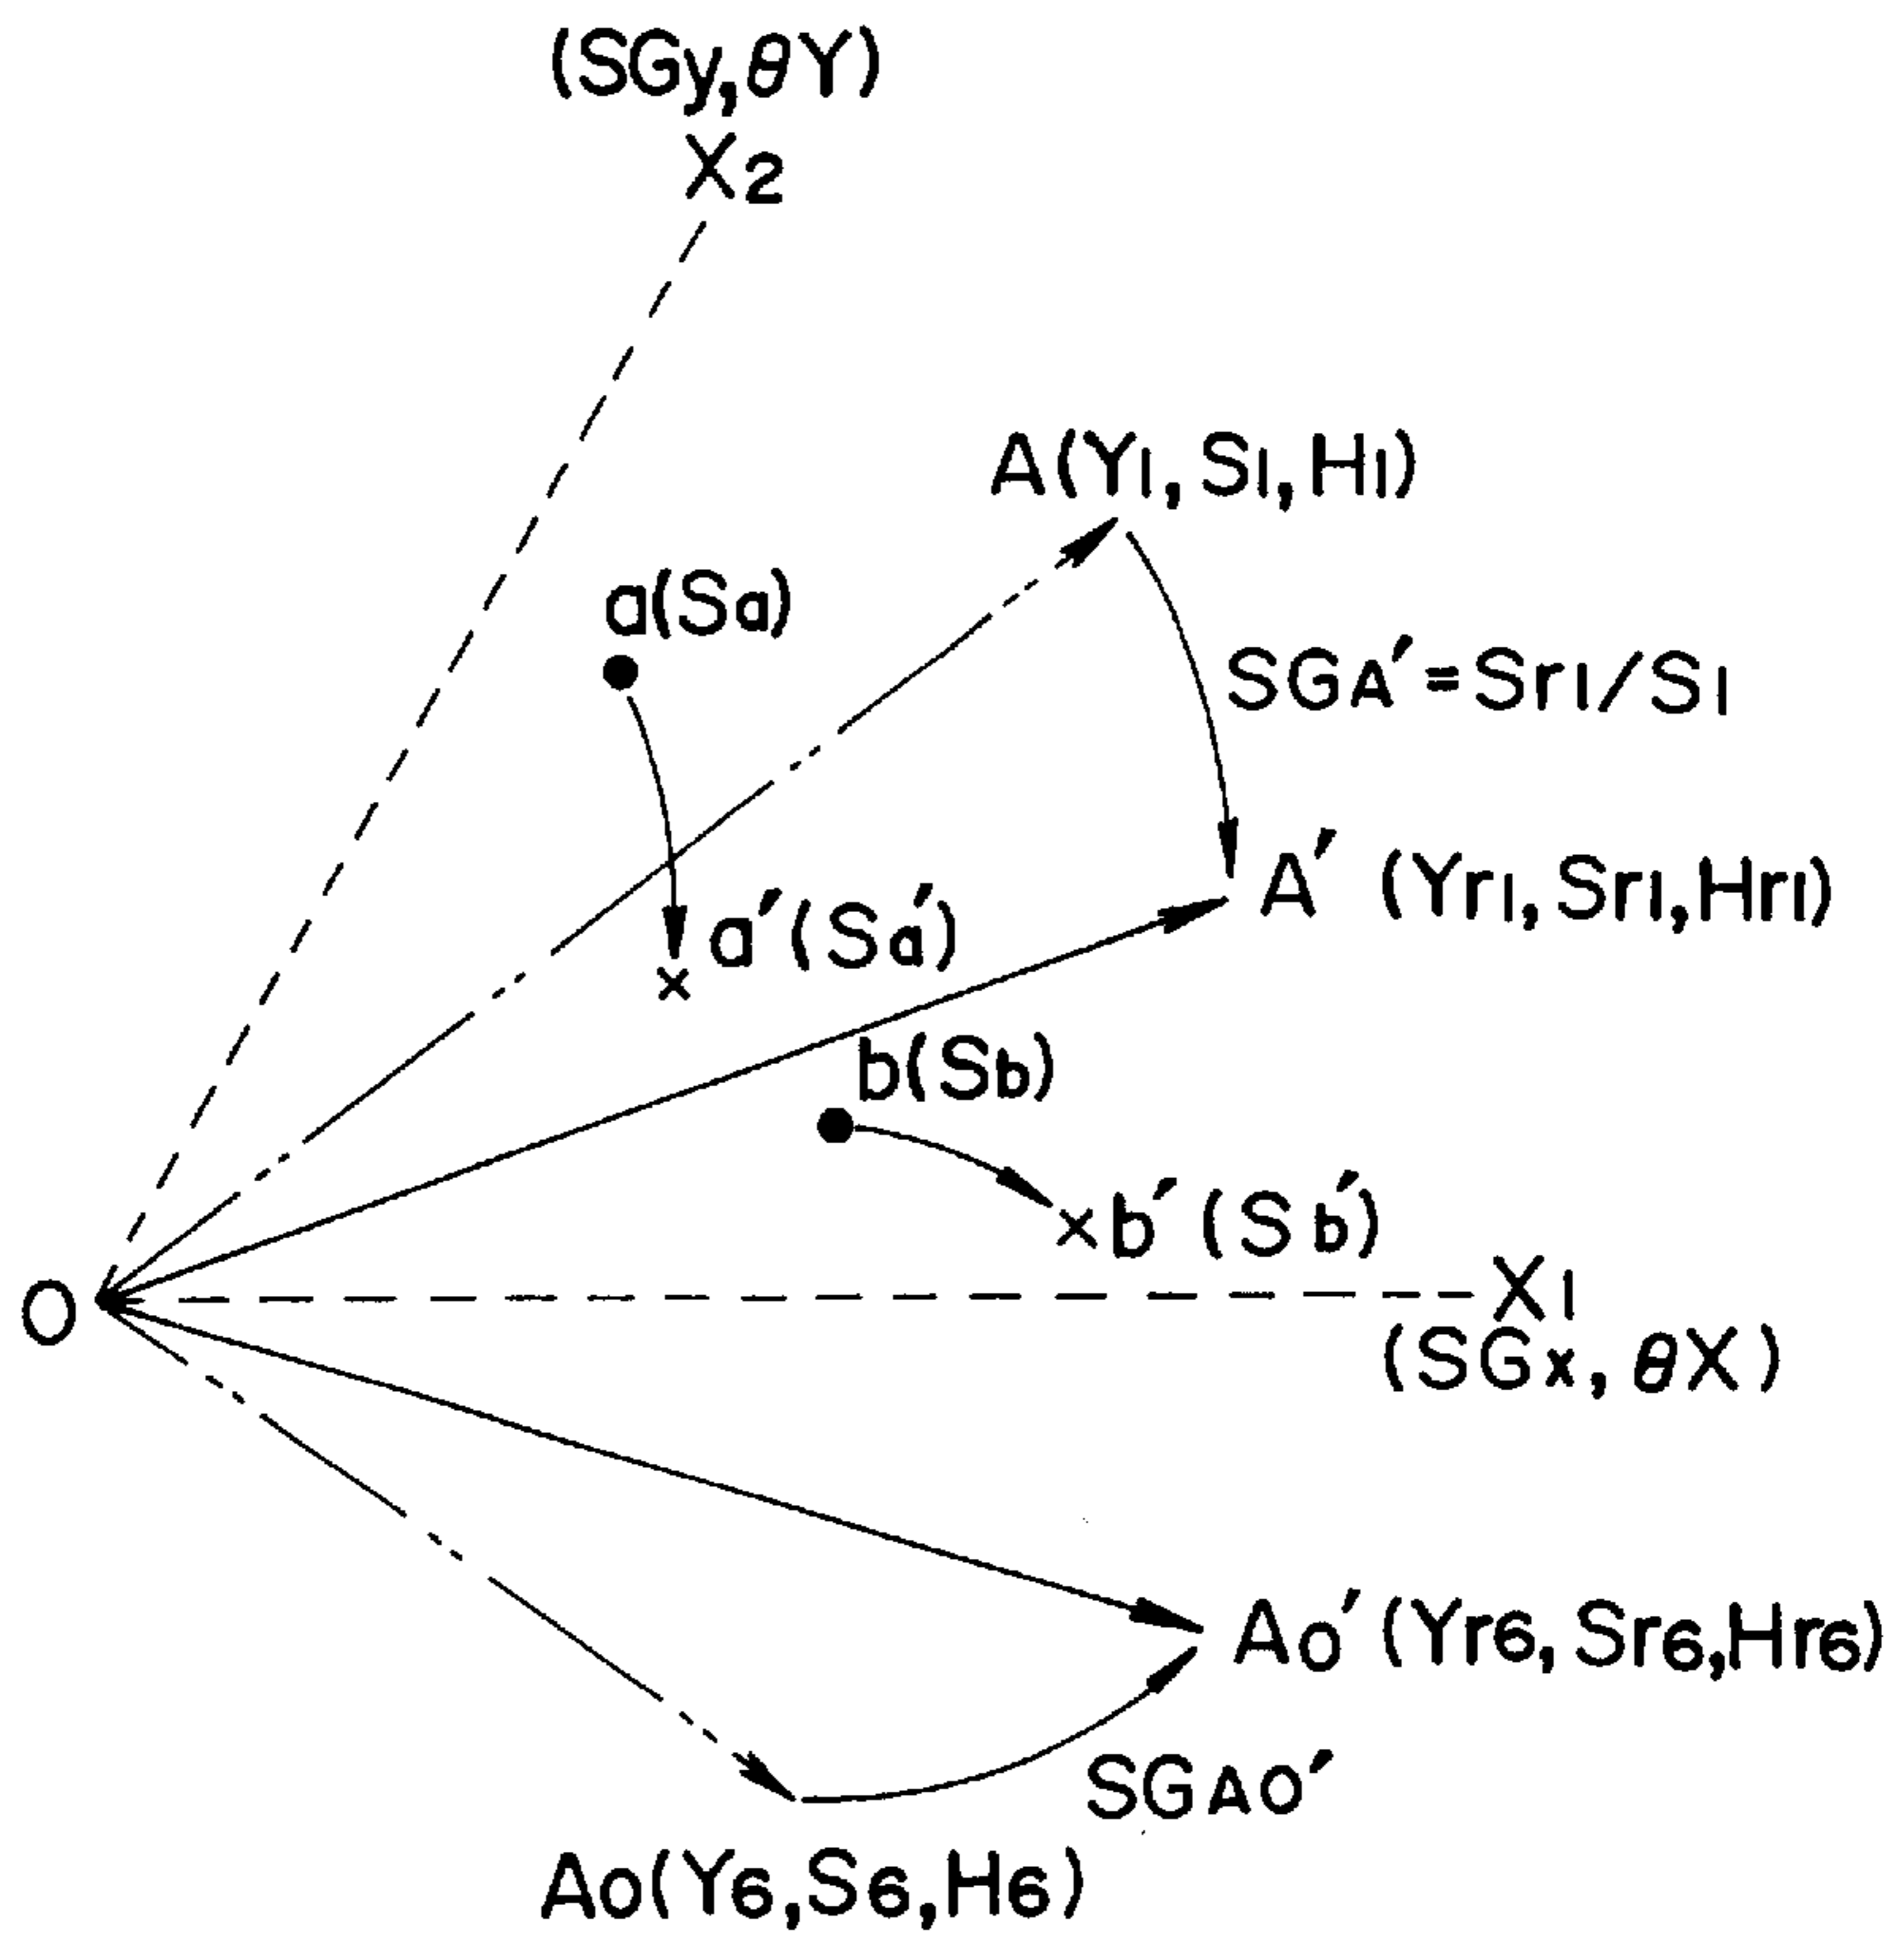 (SGy,θY)
X2
A(Y1,S1,H1)
a(Sa)
SGA′=Sr1/S1
A′ (Yr1,Sr1,Hr1)
a′(Sa′)
b(Sb)
b′(Sb′)
O
X1
(SGx,θX)
Ao′(Yr6,Sr6,Hr6)
SGAO′
Ao(Y6,S6,H6)